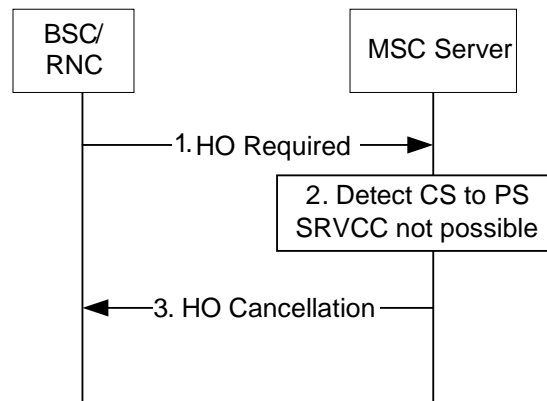 BSC/
RNC
MSC Server
1. HO Required
2. Detect CS to PS
SRVCC not possible
3. HO Cancellation